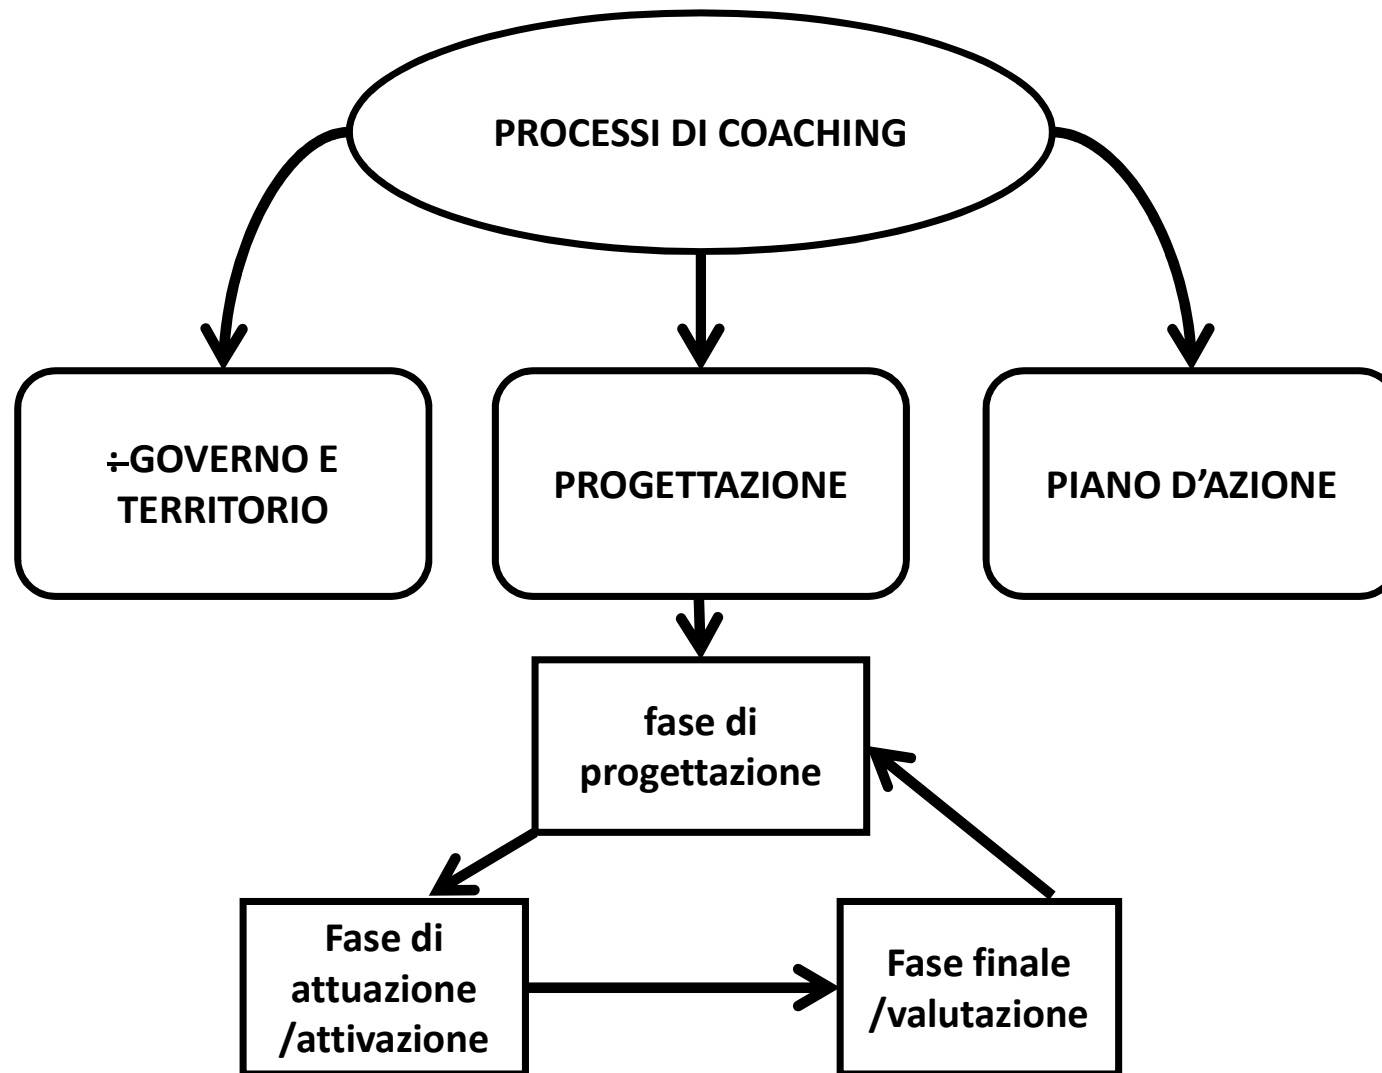 PROCESSI DI COACHING
:-GOVERNO E
TERRITORIO
PROGETTAZIONE
PIANO D’AZIONE
fase di
progettazione
Fase di
attuazione
/attivazione
Fase finale
/valutazione